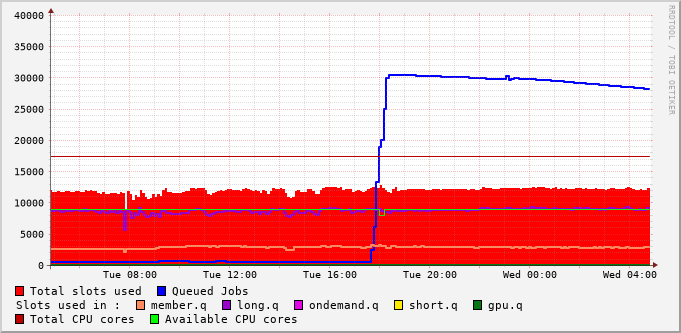 RRDTOOL / TOBI OETIKER
40000
35000
30000
25000
20000
15000
10000
5000
0
Tue 08:00 Tue 12:00 Tue 16:00 Tue 20:00 Wed 00:00 Wed 04:00
Total slots used Queued Jobs
Slots used in : member.q long.q ondemand.q short.q gpu.q
Total CPU cores Available CPU cores